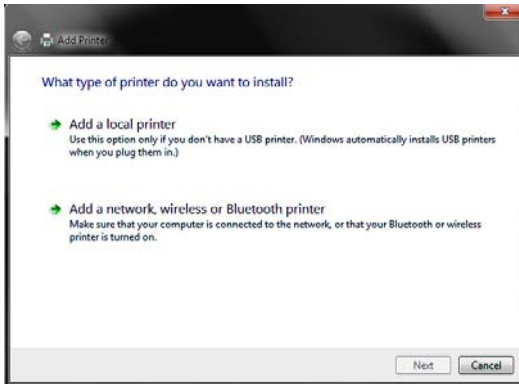 Add Printer
What type of printer do you want to install?
Add a local printer
Use this option only if you don't have a USB printer. (Windows automatically installs USB printers
when you plug them in.)
Add a network, wireless or Bluetooth printer
Make sure that your computer is connected to the network, or that your Bluetooth or wireless
printer is turned on.
Next Cancel